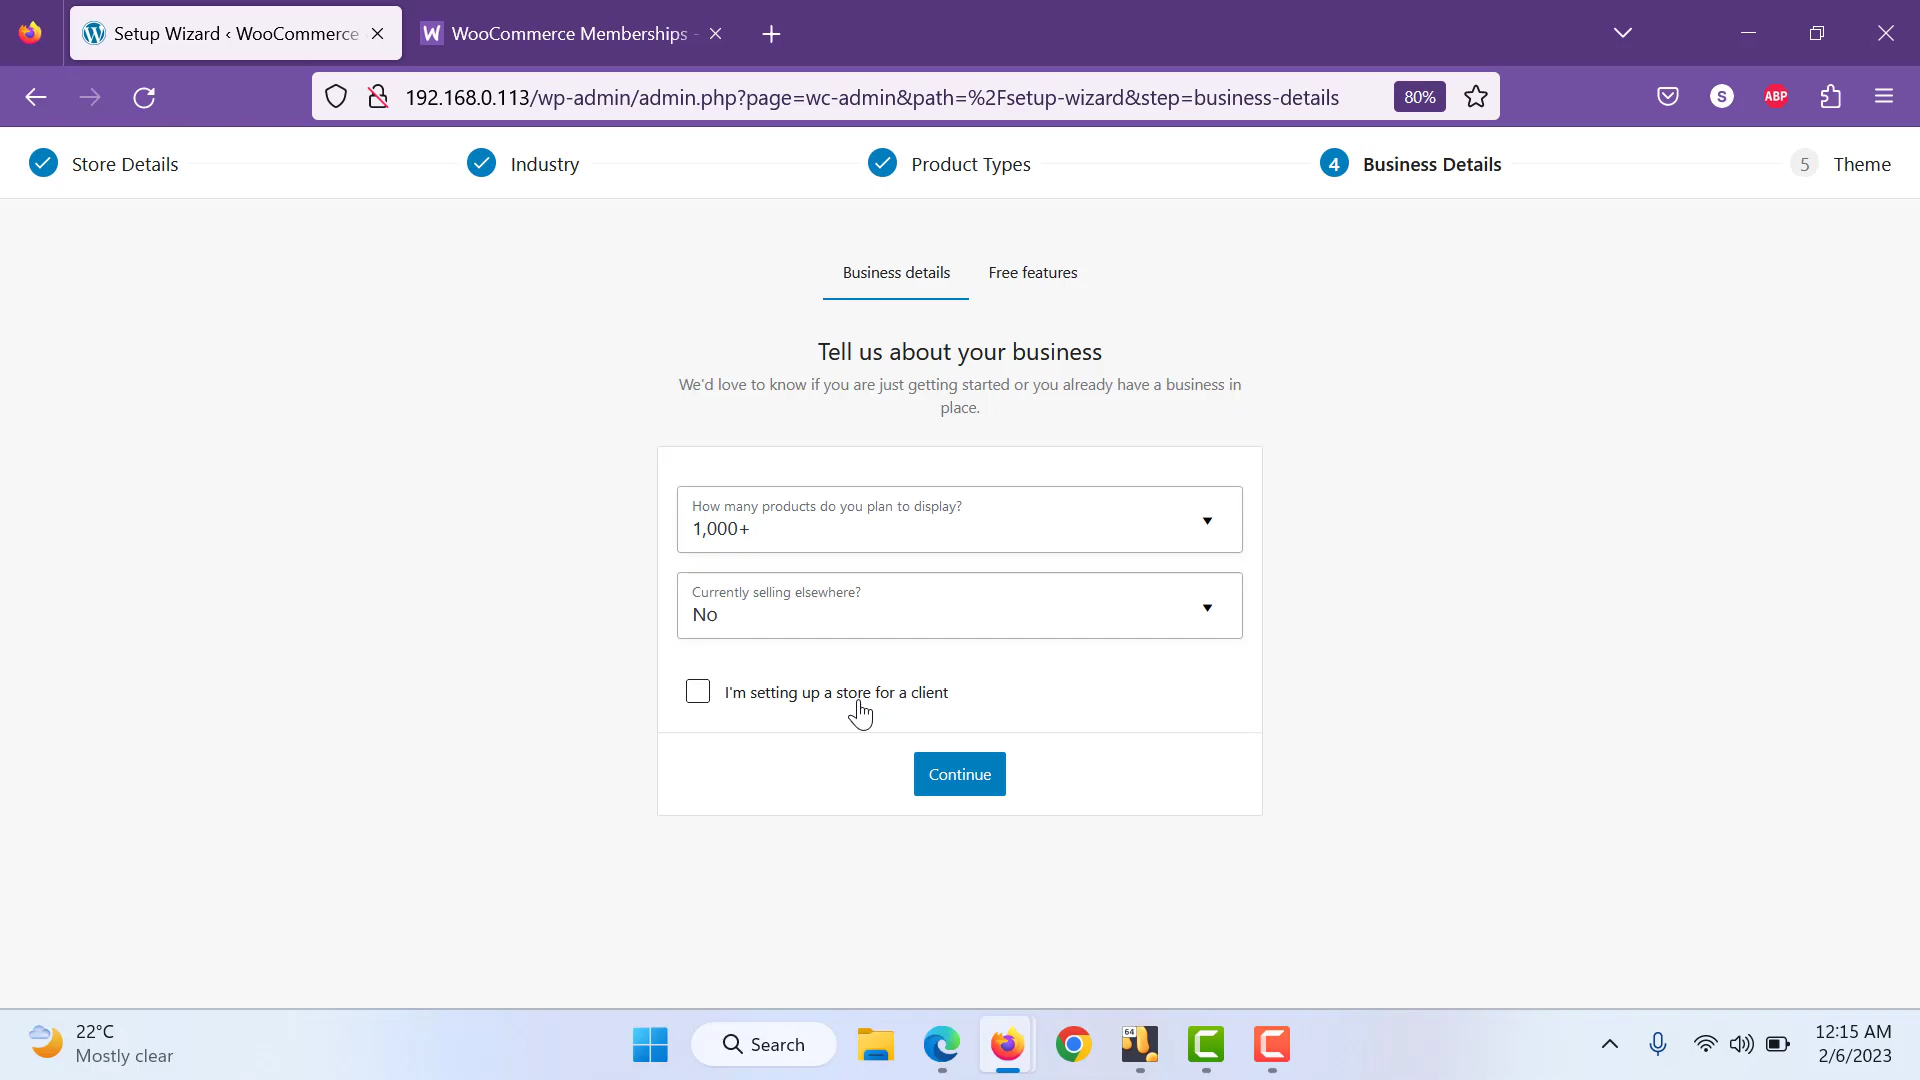 Setup Wizard ‹ WooCommerce
WooCommerce Memberships -
192.168.0.113/wp-admin/admin.php?page=wc-admin&path=%2Fsetup-wizard&step=business-details
80%
S
ABP
Store Details
Industry
Product Types
4 Business Details
5 Theme
Business details
Free features
Tell us about your business
We'd love to know if you are just getting started or you already have a business in
place.
How many products do you plan to display?
1,000+
Currently selling elsewhere?
No
I'm setting up a store for a client
Continue
22°C
Mostly clear
Search
64
12:15 AM
2/6/2023